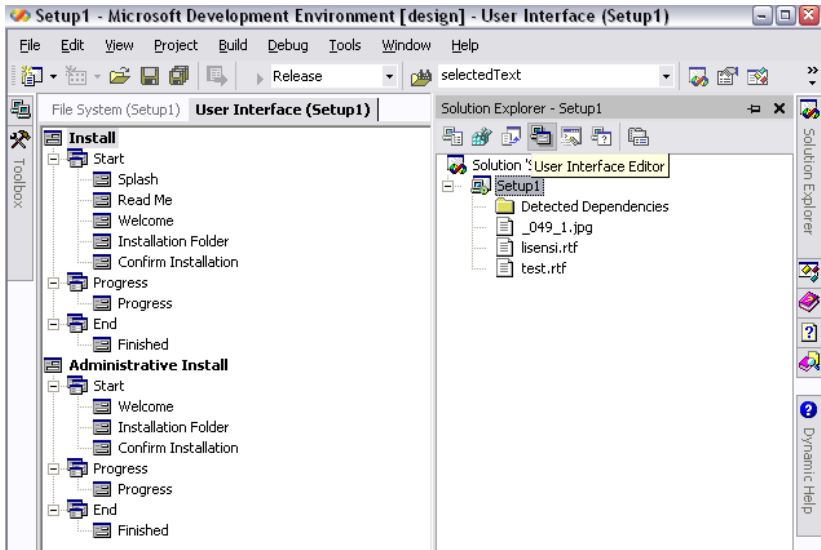 Setup1 - Microsoft Development Environment [design] - User Interface (Setup1)
File Edit View Project Build Debug Tools Window Help
Release selectedText
File System (Setup1) User Interface (Setup1)
Install
Start
Splash
Read Me
Welcome
Installation Folder
Confirm Installation
Progress
Progress
End
Finished
Administrative Install
Start
Welcome
Installation Folder
Confirm Installation
Progress
Progress
End
Finished
Toolbox
Solution Explorer - Setup1
Solution 'S
User Interface Editor
Setup1
Detected Dependencies
_049_1.jpg
lisensi.rtf
test.rtf
Solution Explorer
Dynamic Help